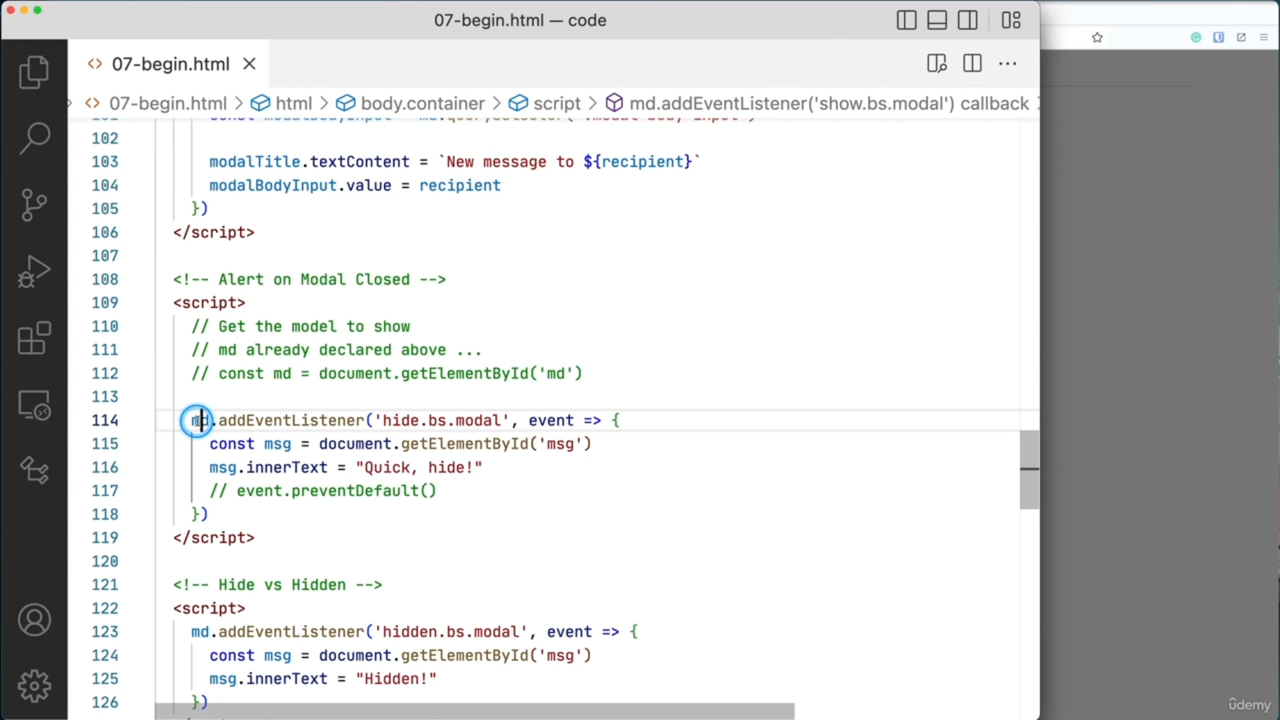 07-begin.html — code
07-begin.html
07-begin.html > html > body.container > script > md.addEventListener('show.bs.modal') callback
102
103 modalTitle.textContent = `New message to ${recipient}`
104 modalBodyInput.value = recipient
105 })
106 </script>
107
108 <!-- Alert on Modal Closed -->
109 <script>
110 // Get the model to show
111 // md already declared above ...
112 // const md = document.getElementById('md')
113
114 md.addEventListener('hide.bs.modal', event => {
115 const msg = document.getElementById('msg')
116 msg.innerText = "Quick, hide!"
117 // event.preventDefault()
118 })
119 </script>
120
121 <!-- Hide vs Hidden -->
122 <script>
123 md.addEventListener('hidden.bs.modal', event => {
124 const msg = document.getElementById('msg')
125 msg.innerText = "Hidden!"
126 })
ûdemy